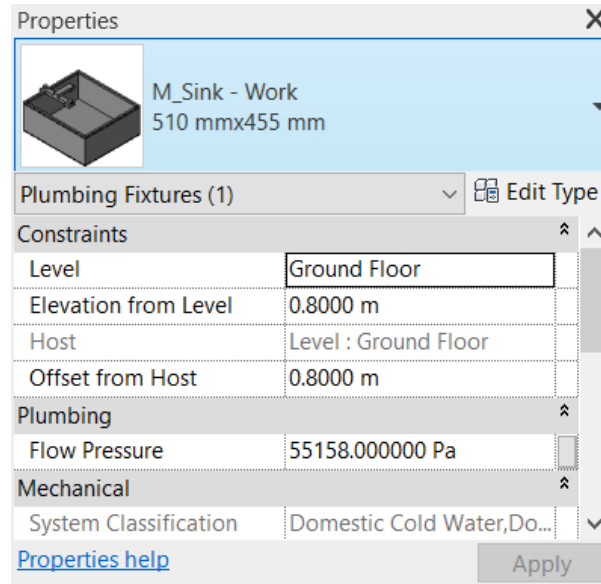 Properties
M_Sink - Work
510 mmx455 mm
Plumbing Fixtures (1)
Edit Type
Constraints
Level Ground Floor
Elevation from Level 0.8000 m
Host Level : Ground Floor
Offset from Host 0.8000 m
Plumbing
Flow Pressure 55158.000000 Pa
Mechanical
System Classification Domestic Cold Water,Do...
Properties help Apply